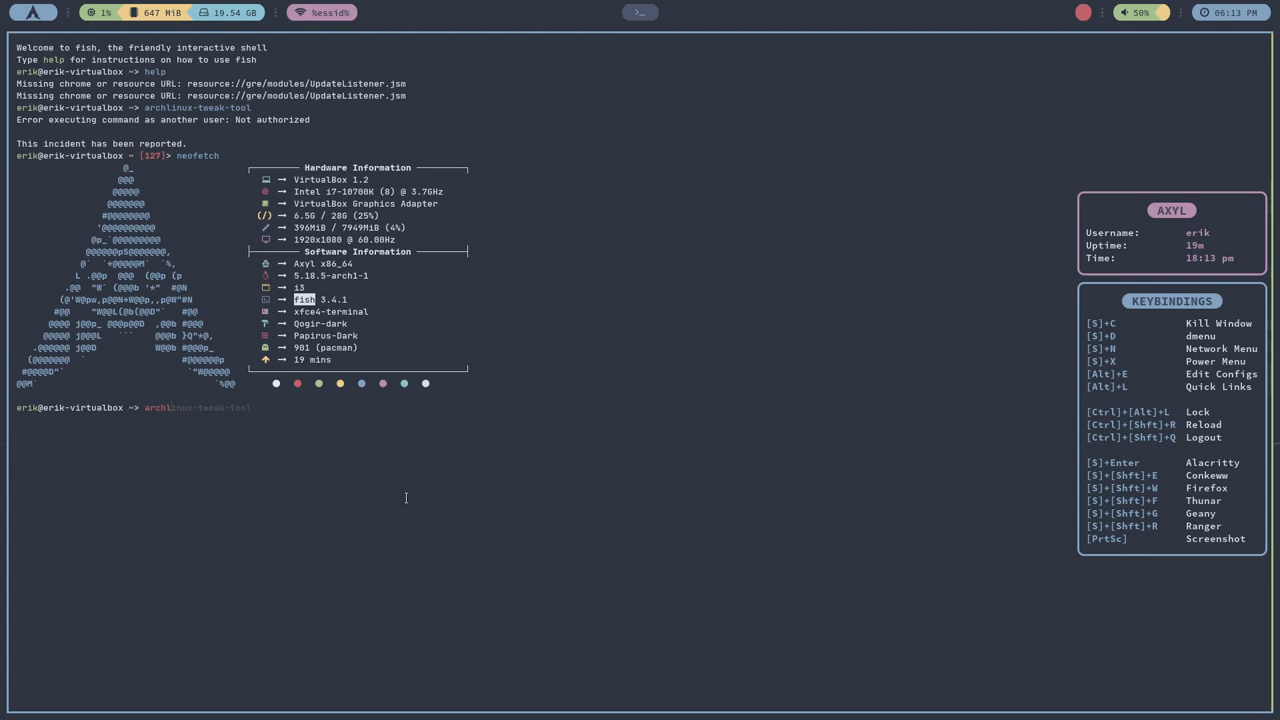 1% 647 MiB 19.54 GB %essid% >_ 50% 06:13 PM
Welcome to fish, the friendly interactive shell
Type help for instructions on how to use fish
erik@erik-virtualbox ~> help
Missing chrome or resource URL: resource://gre/modules/UpdateListener.jsm
Missing chrome or resource URL: resource://gre/modules/UpdateListener.jsm
erik@erik-virtualbox ~> archlinux-tweak-tool
Error executing command as another user: Not authorized
This incident has been reported.
erik@erik-virtualbox ~ [127]> neofetch
Hardware Information
VirtualBox 1.2
Intel i7-10700K (8) @ 3.7GHz
VirtualBox Graphics Adapter
(/) → 6.5G / 28G (25%)
396MiB / 7949MiB (4%)
1920x1080 @ 60.00Hz
Software Information
Axyl x86_64
5.18.5-arch1-1
i3
fish 3.4.1
xfce4-terminal
Qogir-dark
Papirus-Dark
901 (pacman)
19 mins
erik@erik-virtualbox ~> archlinux-tweak-tool
AXYL
Username: erik
Uptime: 19m
Time: 18:13 pm
KEYBINDINGS
[S]+C Kill Window
[S]+D dmenu
[S]+N Network Menu
[S]+X Power Menu
[Alt]+E Edit Configs
[Alt]+L Quick Links
[Ctrl]+[Alt]+L Lock
[Ctrl]+[Shft]+R Reload
[Ctrl]+[Shft]+Q Logout
[S]+Enter Alacritty
[S]+[Shft]+E Conkeww
[S]+[Shft]+W Firefox
[S]+[Shft]+F Thunar
[S]+[Shft]+G Geany
[S]+[Shft]+R Ranger
[PrtSc] Screenshot